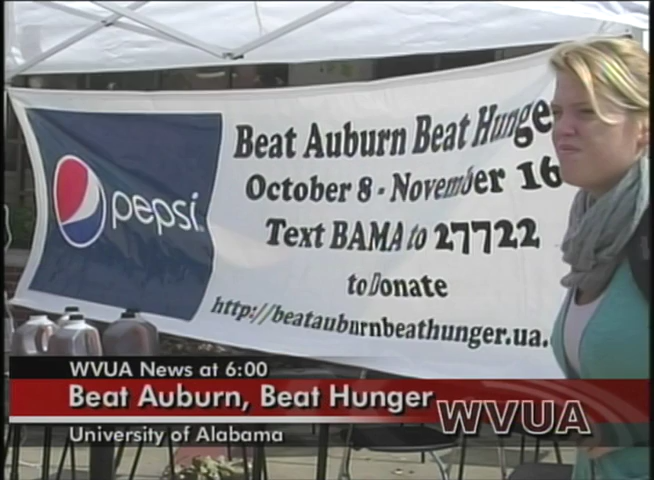 Beat Auburn Beat Hunge
October 8 - November 16
Text BAMA to 27722
to Donate
http://beatauburnbeathunger.ua.
pepsi
WVUA News at 6:00
Beat Auburn, Beat Hunger
WVUA
University of Alabama